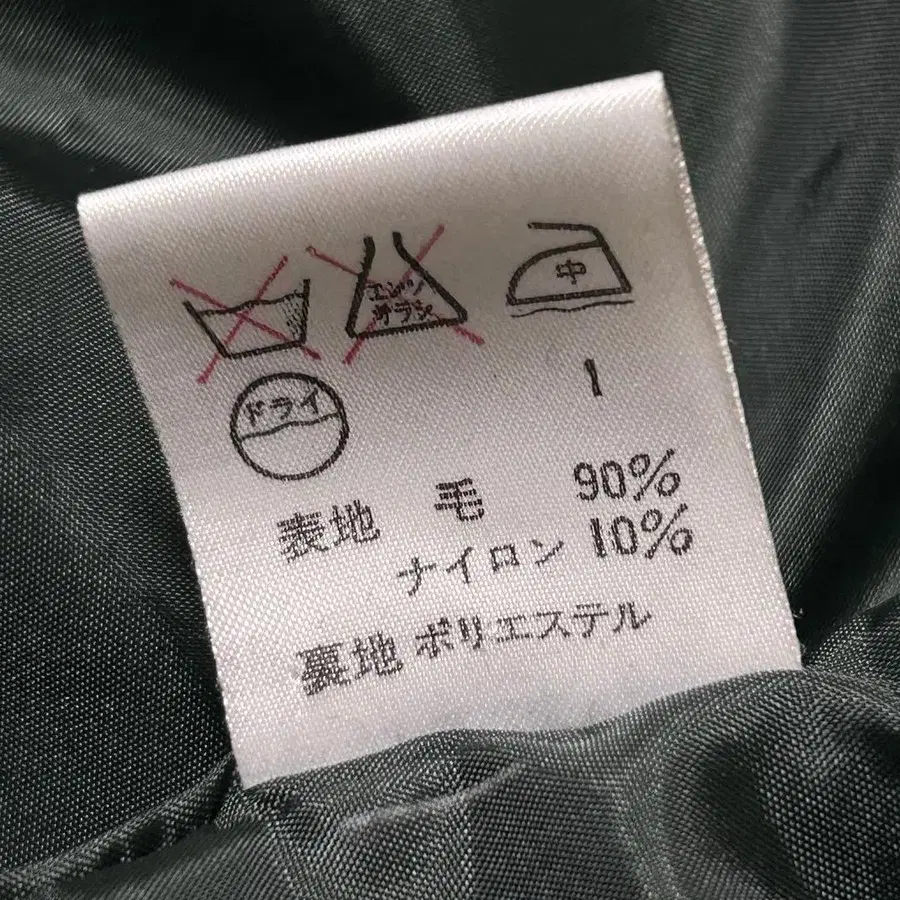 エンソ
サラシ
中
ドライ
1
表地 毛 90%
ナイロン 10%
裏地 ポリエステル